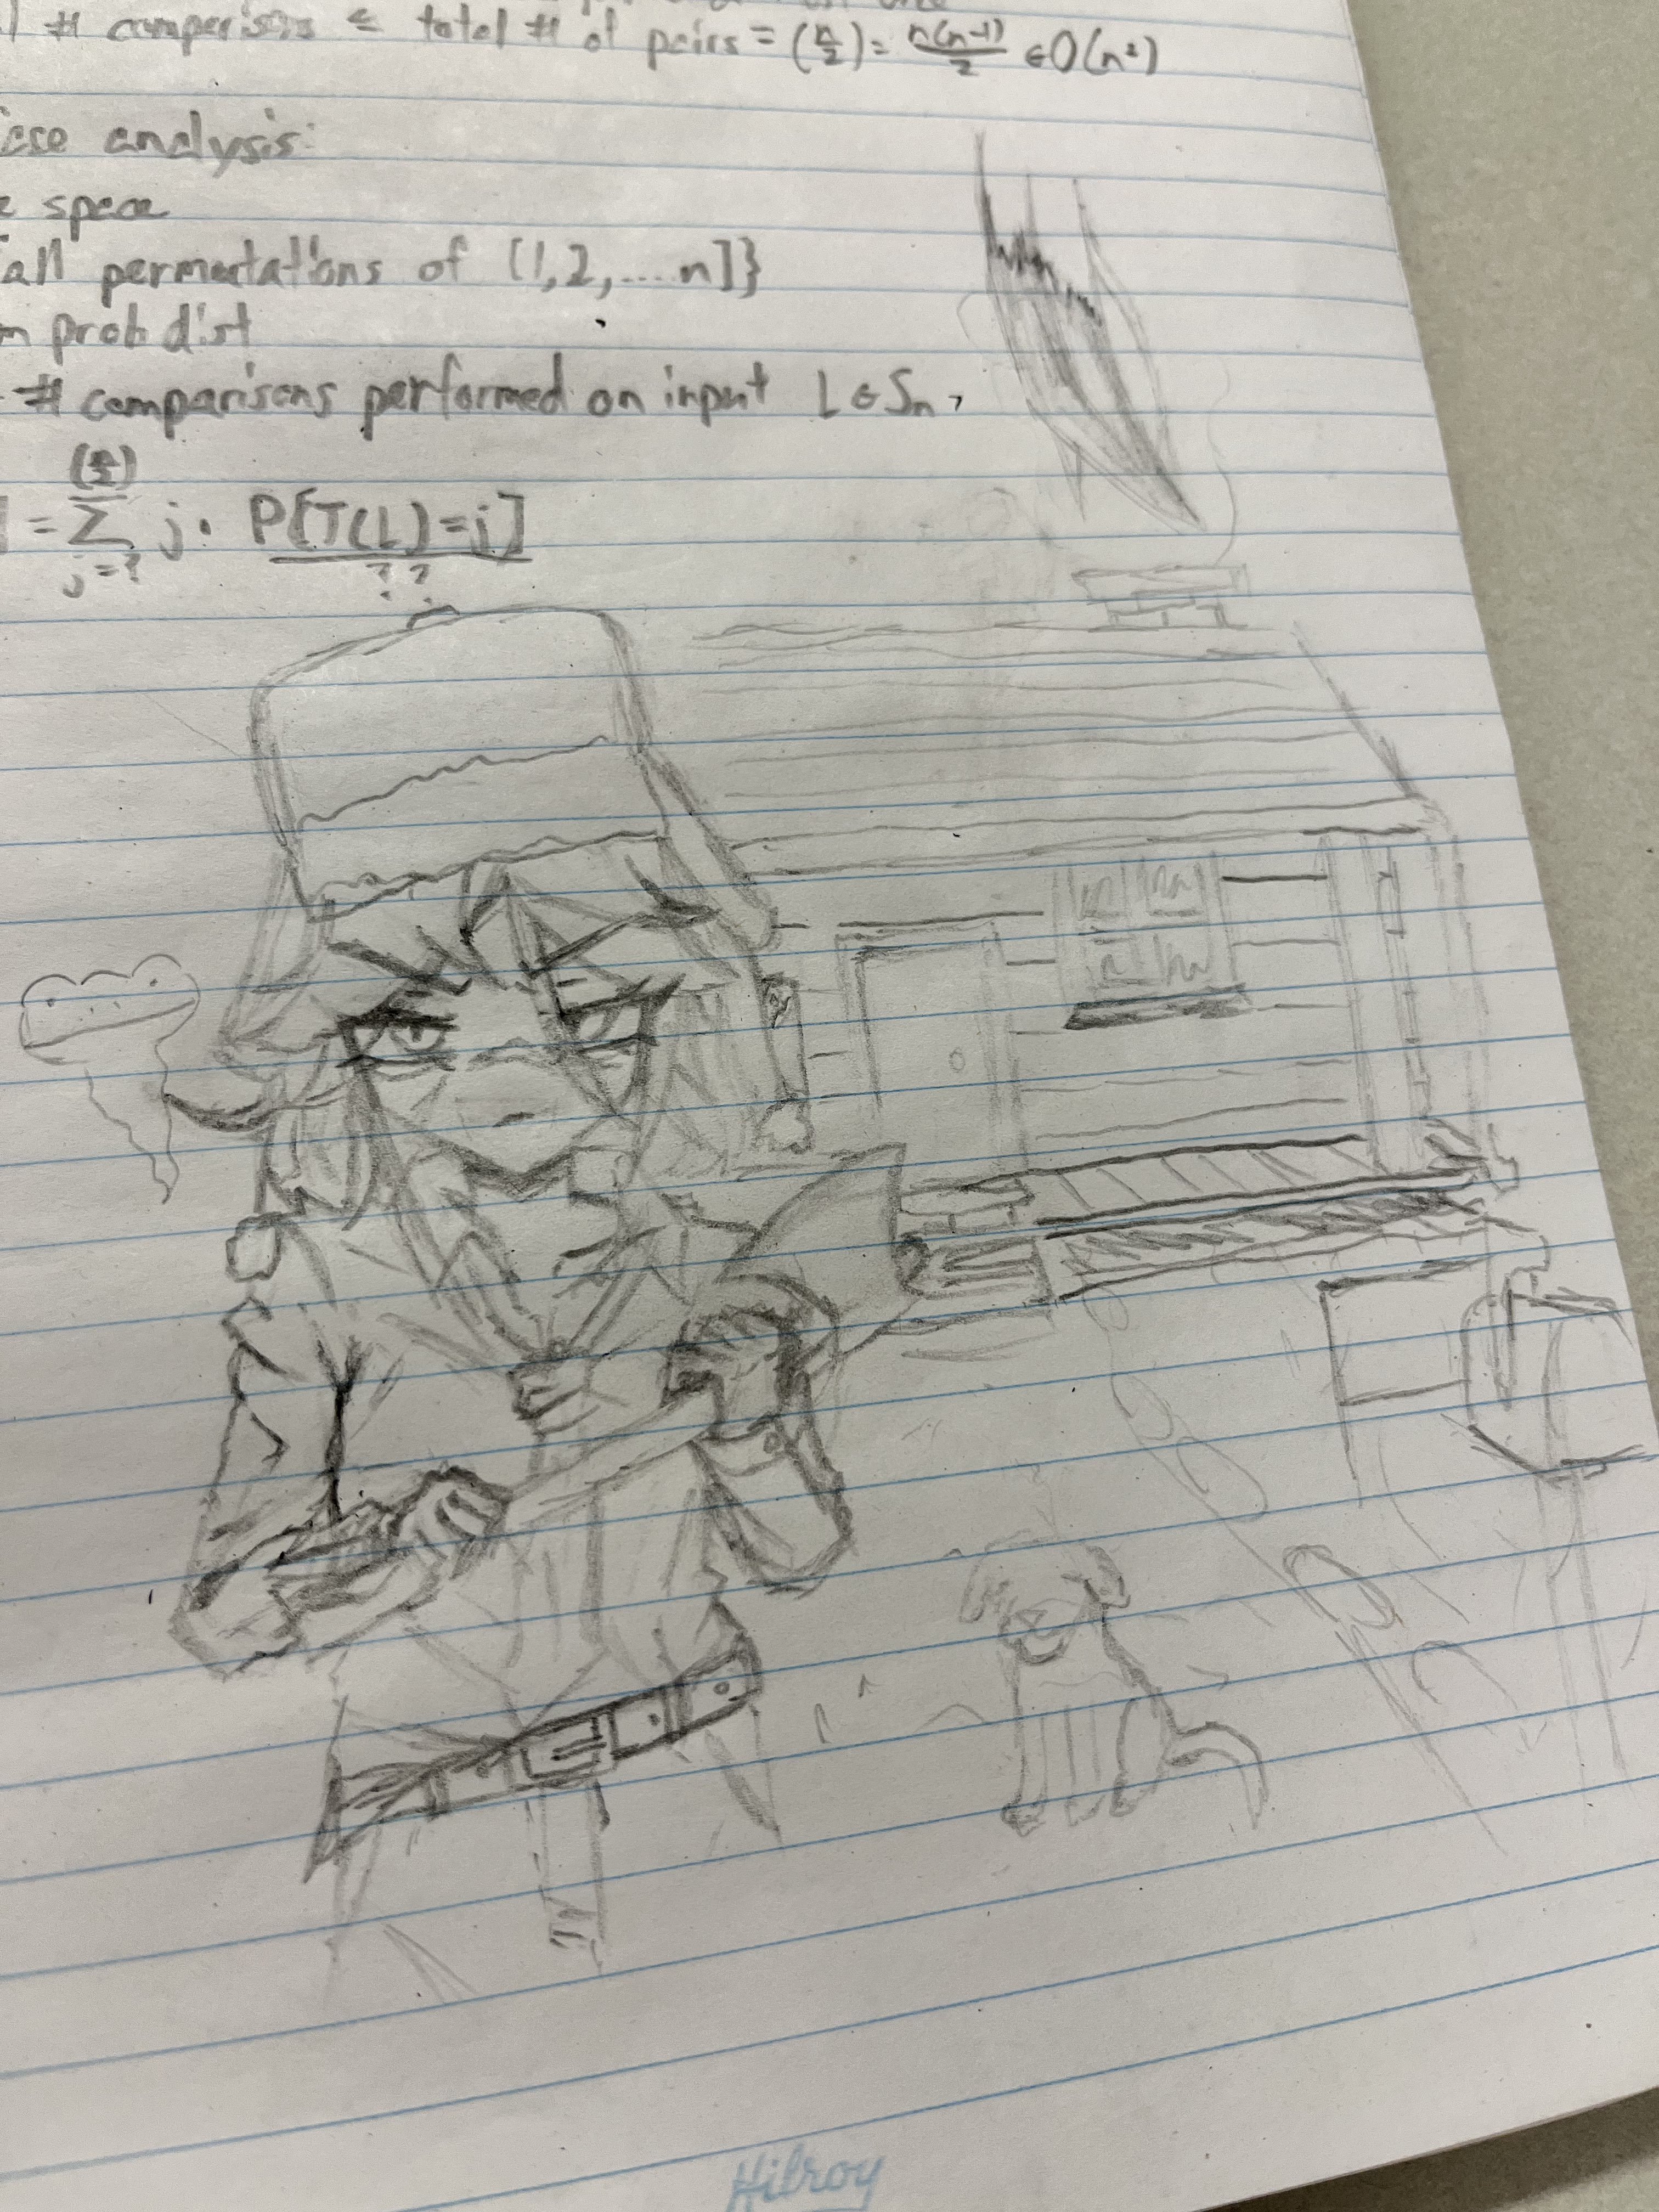 # comparisons ≤ total # of pairs = (n 2) = n(n-1)/2 ∈ O(n²)
case analysis:
space
all permutations of [1,2,....n]}
prob dist
# comparisons performed on input L ∈ Sn,
= (n 2) Σ j=? j · P[T(L)=j]
? ?
Hilroy